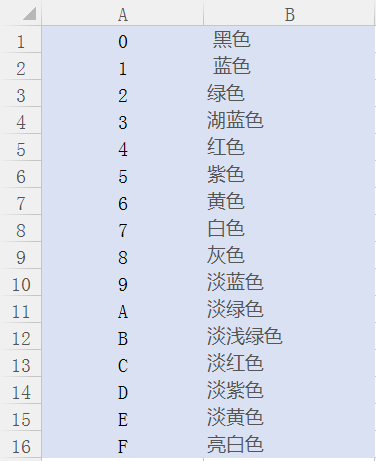 A B
1 0 黑色
2 1 蓝色
3 2 绿色
4 3 湖蓝色
5 4 红色
6 5 紫色
7 6 黄色
8 7 白色
9 8 灰色
10 9 淡蓝色
11 A 淡绿色
12 B 淡浅绿色
13 C 淡红色
14 D 淡紫色
15 E 淡黄色
16 F 亮白色